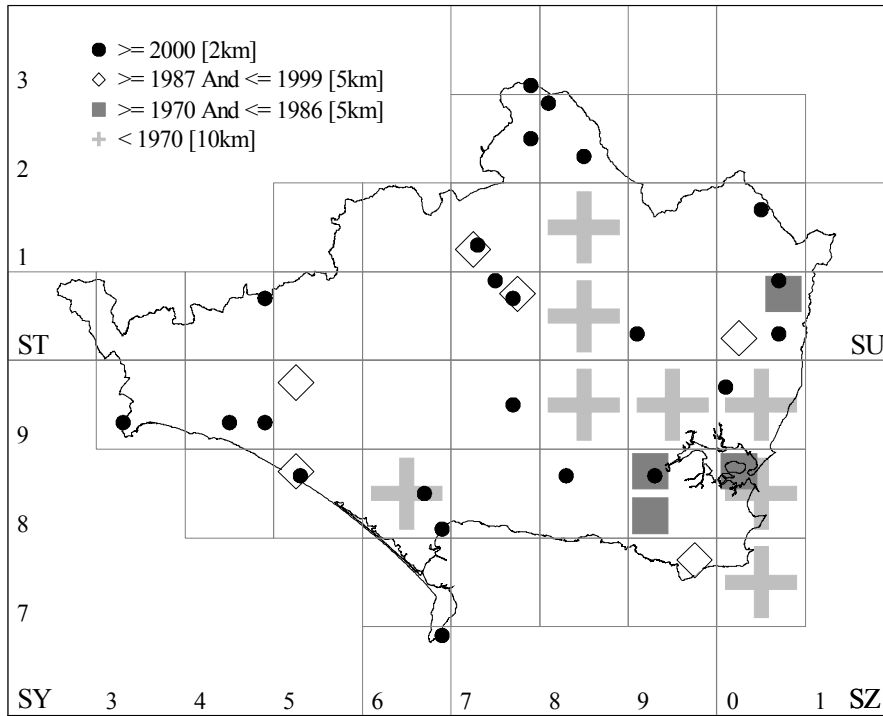 >= 2000 [2km]
>= 1987 And <= 1999 [5km]
>= 1970 And <= 1986 [5km]
< 1970 [10km]
3
2
1
ST SU
9
8
7
SY 3 4 5 6 7 8 9 0 1 SZ